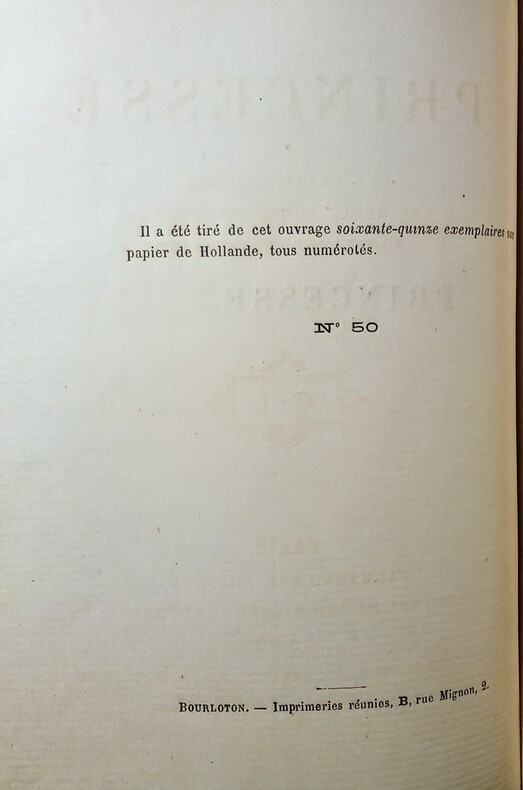 Il a été tiré de cet ouvrage soixante-quinze exemplaires sur
papier de Hollande, tous numérotés.
N° 50
BOURLOTON. — Imprimeries réunies, B, rue Mignon, 2.